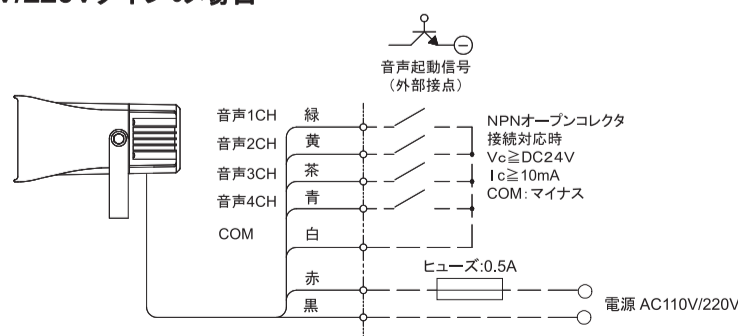 V/220Vタインの場合
音声起動信号
（外部接点）
音声1CH 緑
音声2CH 黄
音声3CH 茶
音声4CH 青
COM 白
赤
黒
NPNオープンコレクタ
接続対応時
Vc≧DC24V
Ic≧10mA
COM：マイナス
ヒューズ:0.5A
電源 AC110V/220V